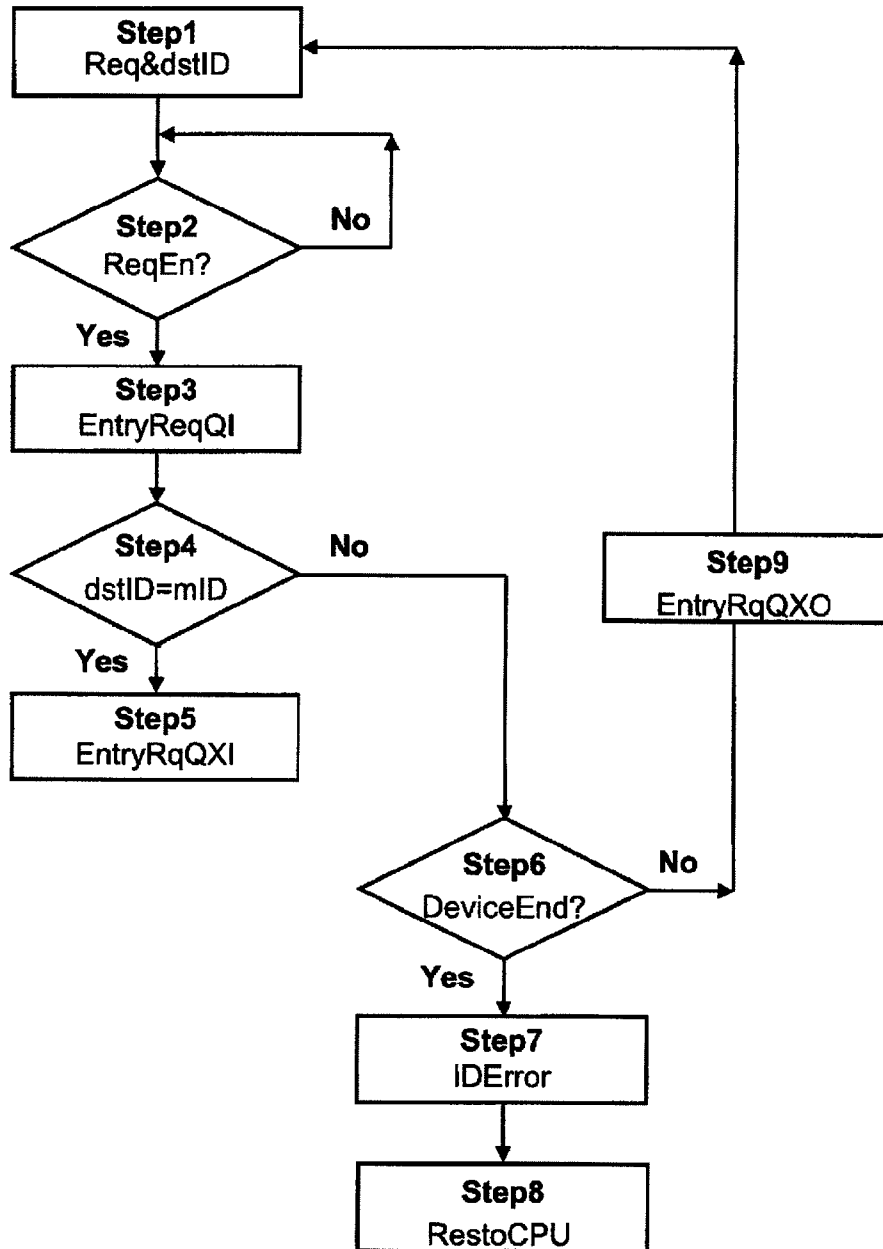 Step1
Req&dstID
Step2
No
ReqEn?
Yes
Step3
EntryReqQI
Step4
No
dstID=mID
Yes
Step5
EntryRqQXI
Step9
EntryRqQXO
Step6
No
DeviceEnd?
Yes
Step7
IDError
Step8
RestoCPU